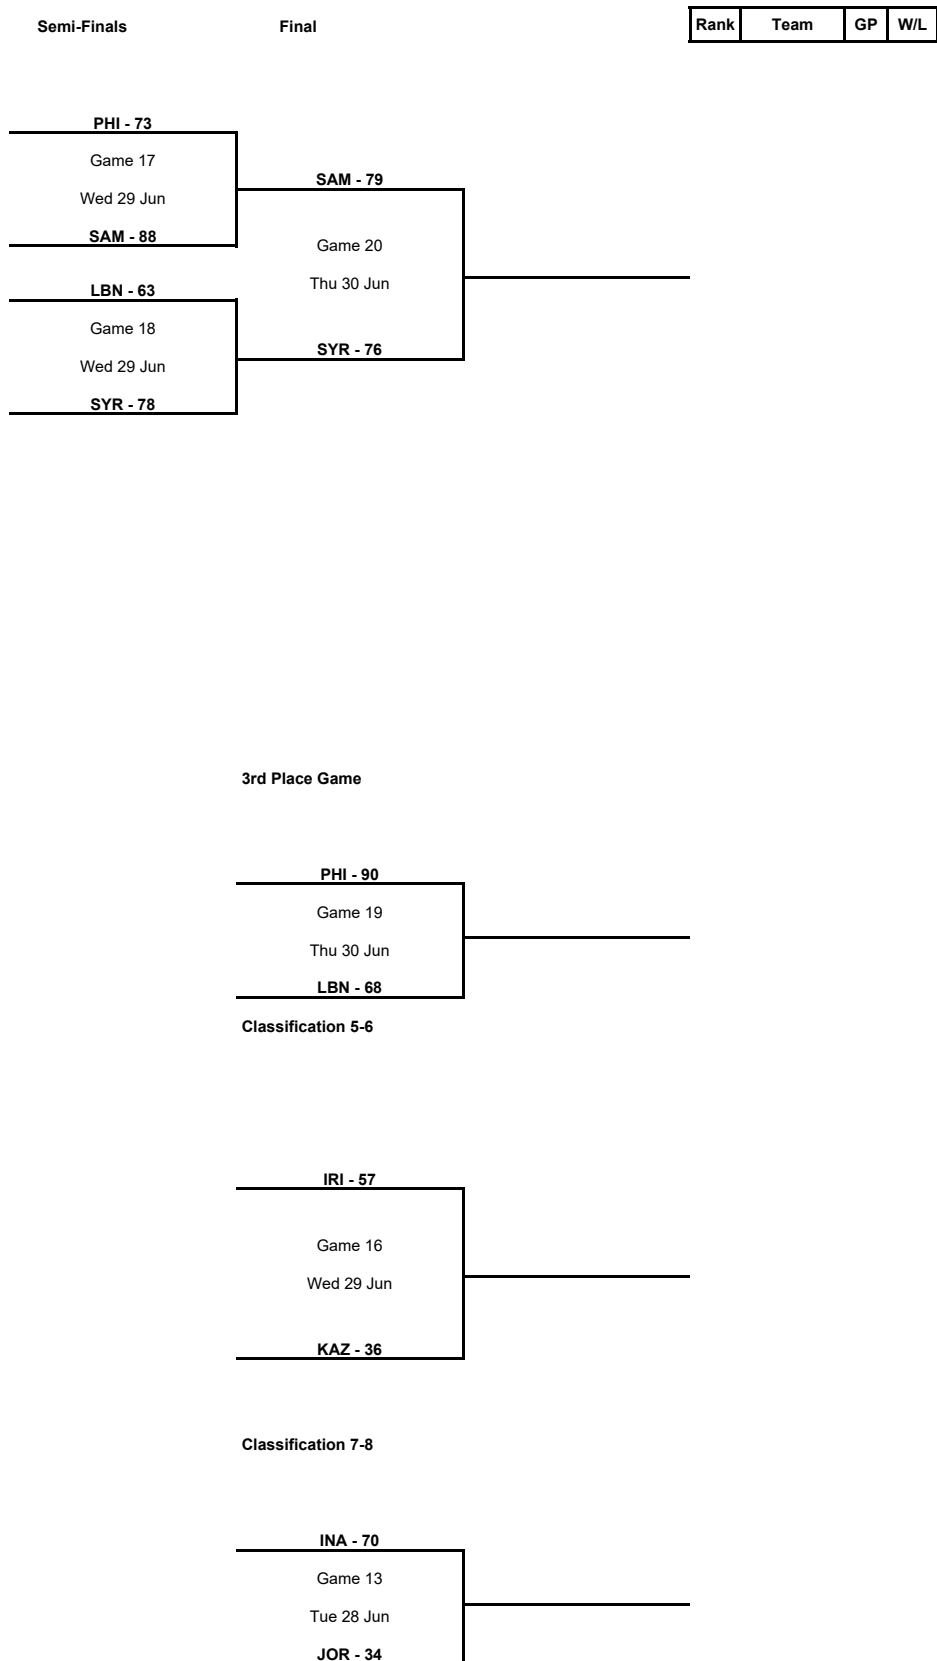 Semi-Finals Final Rank Team GP W/L
PHI - 73
Game 17
Wed 29 Jun
SAM - 88
LBN - 63
Game 18
Wed 29 Jun
SYR - 78
SAM - 79
Game 20
Thu 30 Jun
SYR - 76
3rd Place Game
PHI - 90
Game 19
Thu 30 Jun
LBN - 68
Classification 5-6
IRI - 57
Game 16
Wed 29 Jun
KAZ - 36
Classification 7-8
INA - 70
Game 13
Tue 28 Jun
JOR - 34